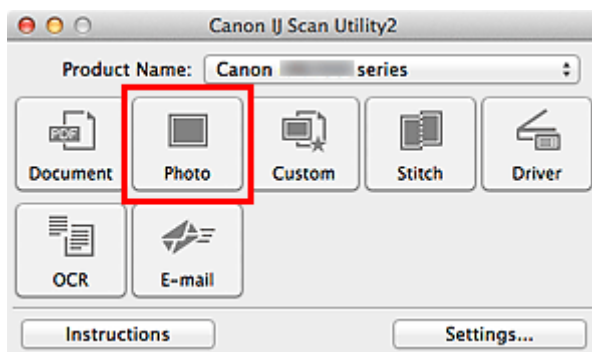 Canon IJ Scan Utility2
Product Name: Canon series
PDF
Document Photo Custom Stitch Driver
OCR E-mail
Instructions Settings...